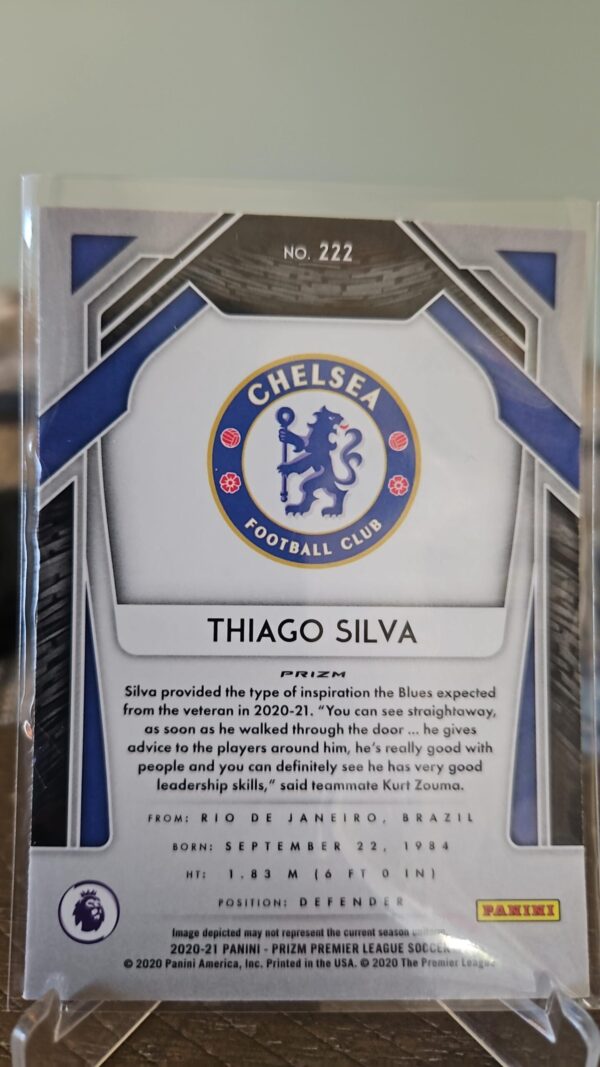 NO. 222
CHELSEA
FOOTBALL CLUB
THIAGO SILVA
PRIZM
Silva provided the type of inspiration the Blues expected
from the veteran in 2020-21. “You can see straightaway,
as soon as he walked through the door ... he gives
advice to the players around him, he’s really good with
people and you can definitely see he has very good
leadership skills,” said teammate Kurt Zouma.
FROM: RIO DE JANEIRO, BRAZIL
BORN: SEPTEMBER 22, 1984
HT: 1.83 M (6 FT 0 IN)
POSITION: DEFENDER
PANINI
Image depicted may not represent the current season uniform.
2020-21 PANINI - PRIZM PREMIER LEAGUE SOCCER
© 2020 Panini America, Inc. Printed in the USA. © 2020 The Premier League